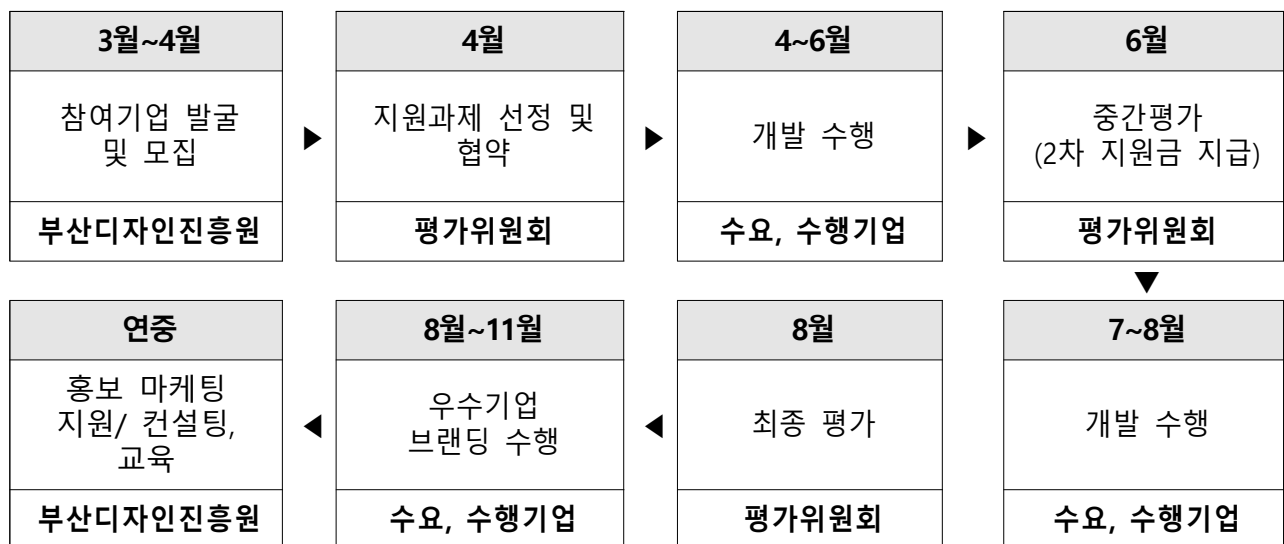 3월~4월
참여기업 발굴
및 모집
부산디자인진흥원
▶
4월
지원과제 선정 및
협약
평가위원회
▶
4~6월
개발 수행
수요, 수행기업
▶
6월
중간평가
(2차 지원금 지급)
평가위원회
▼
7~8월
개발 수행
수요, 수행기업
8월
최종 평가
평가위원회
◀
8월~11월
우수기업
브랜딩 수행
수요, 수행기업
◀
연중
홍보 마케팅
지원/ 컨설팅,
교육
부산디자인진흥원